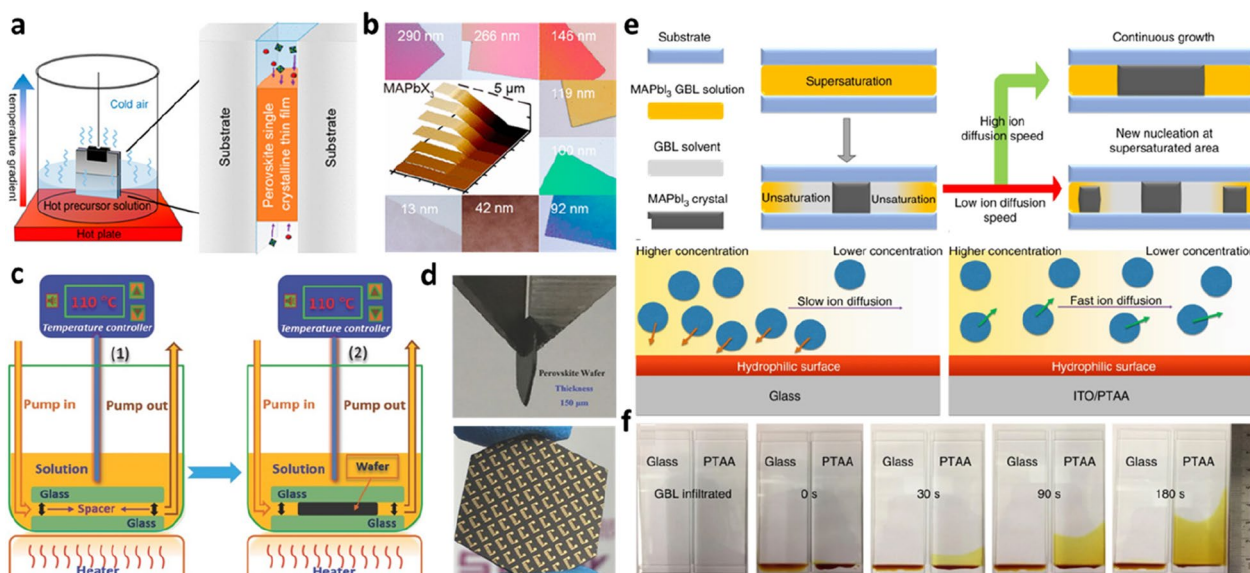 a
temperature gradient
Cold air
Hot precursor solution
Hot plate
Substrate
Perovskite single
crystalline thin film
Substrate
b
290 nm
266 nm
146 nm
MAPbX3
5 μm
119 nm
100 nm
13 nm
42 nm
92 nm
c
110 °C
Temperature controller
(1)
Pump in
Pump out
Solution
Glass
Spacer
Glass
Heater
110 °C
Temperature controller
(2)
Pump in
Pump out
Solution
Wafer
Glass
Glass
Heater
d
Perovskite Wafer
Thickness
150 μm
e
Substrate
MAPbI3 GBL solution
GBL solvent
MAPbI3 crystal
Supersaturation
Unsaturation
Unsaturation
High ion
diffusion speed
Low ion diffusion
speed
Continuous growth
New nucleation at
supersaturated area
Higher concentration
Lower concentration
Slow ion diffusion
Hydrophilic surface
Glass
Higher concentration
Lower concentration
Fast ion diffusion
Hydrophilic surface
ITO/PTAA
f
Glass
PTAA
GBL infiltrated
Glass
PTAA
0 s
Glass
PTAA
30 s
Glass
PTAA
90 s
Glass
PTAA
180 s